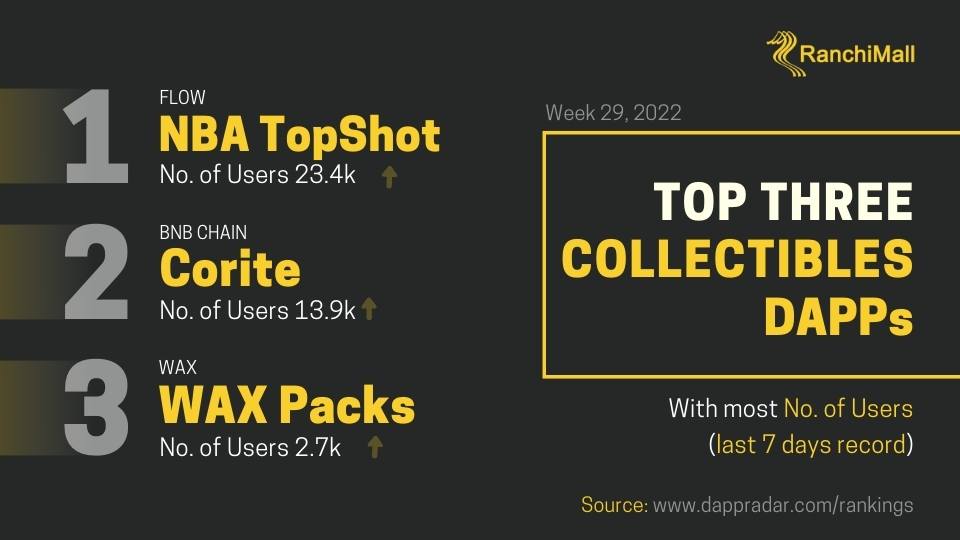 RanchiMall
Week 29, 2022
TOP THREE
COLLECTIBLES
DAPPs
With most No. of Users
(last 7 days record)
1
FLOW
NBA TopShot
No. of Users 23.4k
2
BNB CHAIN
Corite
No. of Users 13.9k
3
WAX
WAX Packs
No. of Users 2.7k
Source: www.dappradar.com/rankings